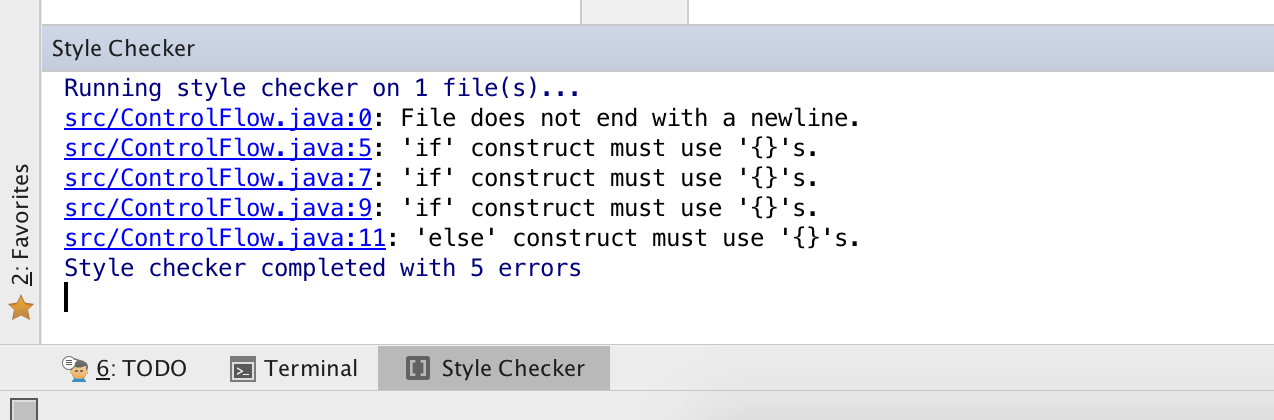 Style Checker
Running style checker on 1 file(s)...
src/ControlFlow.java:0: File does not end with a newline.
src/ControlFlow.java:5: 'if' construct must use '{}'s.
src/ControlFlow.java:7: 'if' construct must use '{}'s.
src/ControlFlow.java:9: 'if' construct must use '{}'s.
src/ControlFlow.java:11: 'else' construct must use '{}'s.
Style checker completed with 5 errors
2: Favorites
6: TODO
Terminal
Style Checker